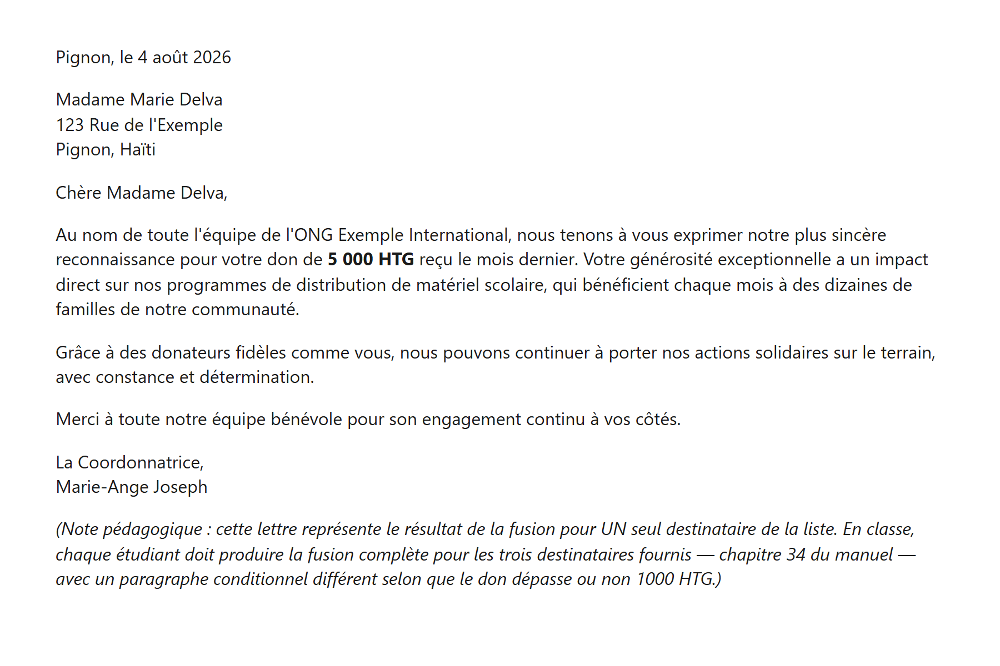 Pignon, le 4 août 2026
Madame Marie Delva
123 Rue de l'Exemple
Pignon, Haïti
Chère Madame Delva,
Au nom de toute l'équipe de l'ONG Exemple International, nous tenons à vous exprimer notre plus sincère
reconnaissance pour votre don de 5 000 HTG reçu le mois dernier. Votre générosité exceptionnelle a un impact
direct sur nos programmes de distribution de matériel scolaire, qui bénéficient chaque mois à des dizaines de
familles de notre communauté.
Grâce à des donateurs fidèles comme vous, nous pouvons continuer à porter nos actions solidaires sur le terrain,
avec constance et détermination.
Merci à toute notre équipe bénévole pour son engagement continu à vos côtés.
La Coordonnatrice,
Marie-Ange Joseph
(Note pédagogique : cette lettre représente le résultat de la fusion pour UN seul destinataire de la liste. En classe,
chaque étudiant doit produire la fusion complète pour les trois destinataires fournis — chapitre 34 du manuel —
avec un paragraphe conditionnel différent selon que le don dépasse ou non 1000 HTG.)